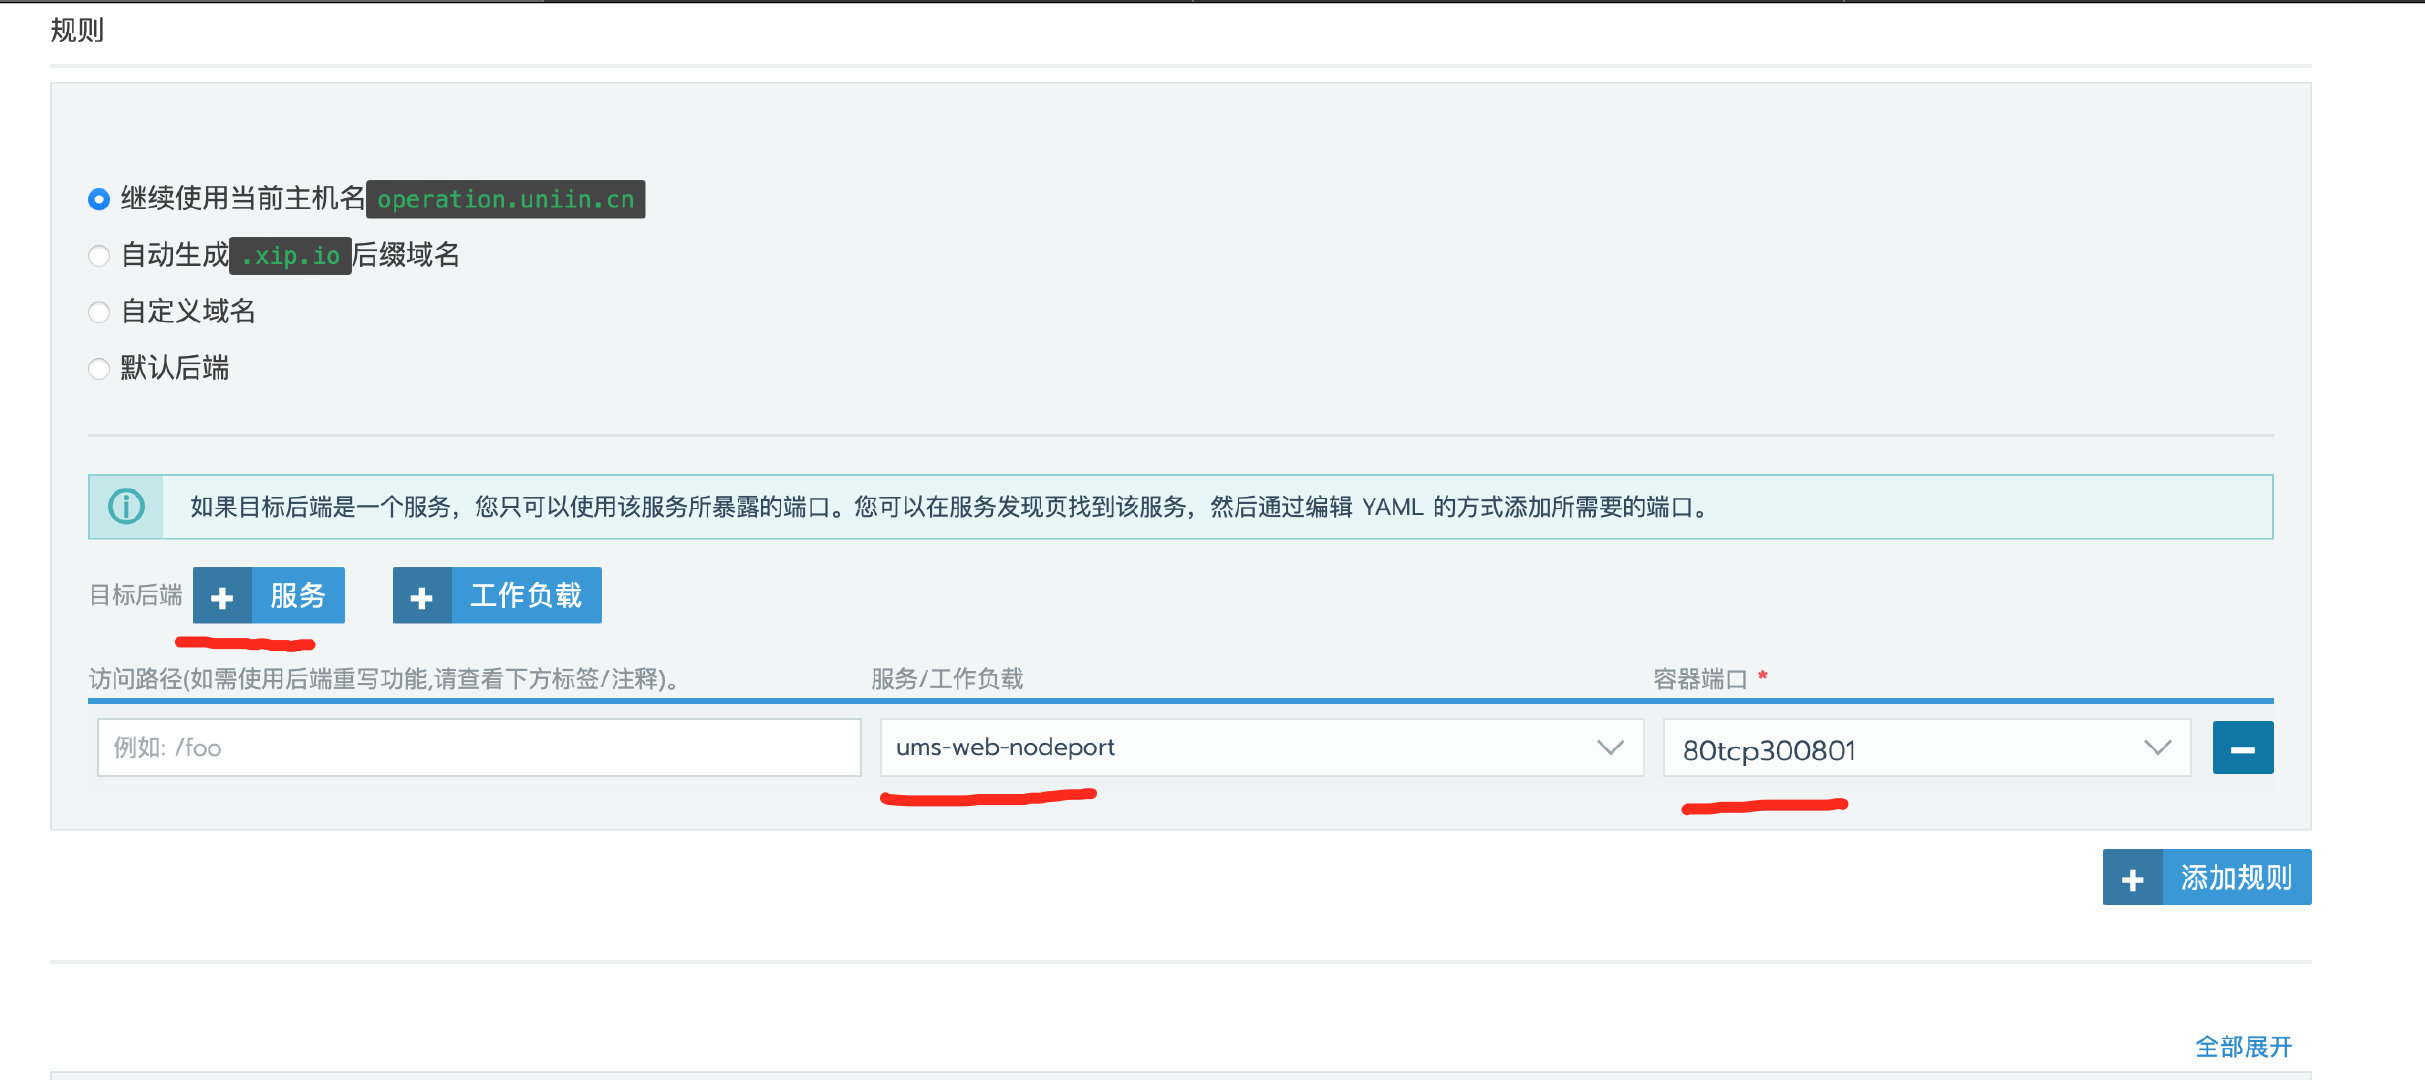 规则
继续使用当前主机名 operation.uniin.cn
自动生成 .xip.io 后缀域名
自定义域名
默认后端
如果目标后端是一个服务，您只可以使用该服务所暴露的端口。您可以在服务发现页找到该服务，然后通过编辑 YAML 的方式添加所需要的端口。
目标后端 服务 工作负载
访问路径(如需使用后端重写功能,请查看下方标签/注释)。 服务/工作负载 容器端口 *
例如: /foo ums-web-nodeport 80tcp300801
添加规则
全部展开